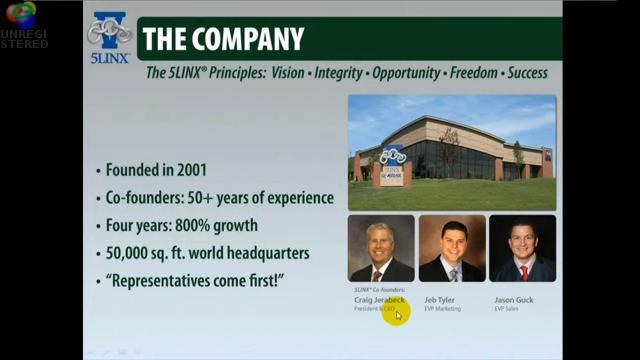 UNREGI
STERED
5LINX™
THE COMPANY
The 5LINX® Principles: Vision • Integrity • Opportunity • Freedom • Success
• Founded in 2001
• Co-founders: 50+ years of experience
• Four years: 800% growth
• 50,000 sq. ft. world headquarters
• “Representatives come first!”
5LINX
5LINX® Co-founders:
Craig Jerabeck
President & CEO
Jeb Tyler
EVP Marketing
Jason Guck
EVP Sales